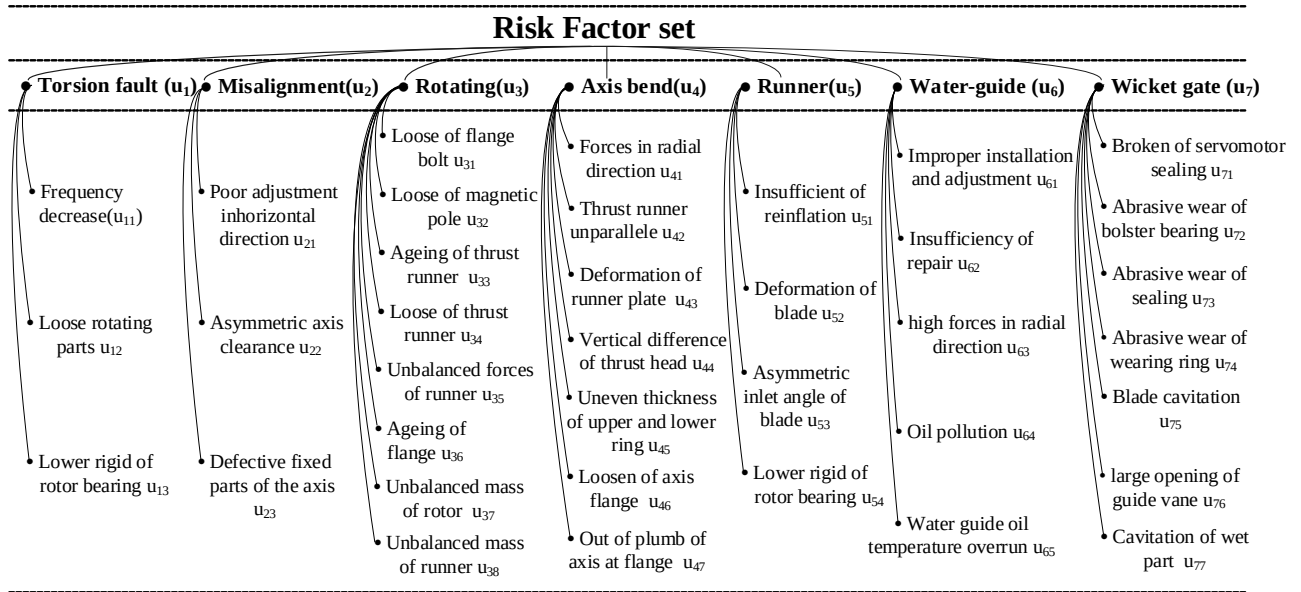 Risk Factor set
Torsion fault (u1)
Misalignment(u2)
Rotating(u3)
Axis bend(u4)
Runner(u5)
Water-guide (u6)
Wicket gate (u7)
Frequency
decrease(u11)
Loose rotating
parts u12
Lower rigid of
rotor bearing u13
Poor adjustment
inhorizontal
direction u21
Asymmetric axis
clearance u22
Defective fixed
parts of the axis
u23
Loose of flange
bolt u31
Loose of magnetic
pole u32
Ageing of thrust
runner u33
Loose of thrust
runner u34
Unbalanced forces
of runner u35
Ageing of
flange u36
Unbalanced mass
of rotor u37
Unbalanced mass
of runner u38
Forces in radial
direction u41
Thrust runner
unparallele u42
Deformation of
runner plate u43
Vertical difference
of thrust head u44
Uneven thickness
of upper and lower
ring u45
Loosen of axis
flange u46
Out of plumb of
axis at flange u47
Insufficient of
reinflation u51
Deformation of
blade u52
Asymmetric
inlet angle of
blade u53
Lower rigid of
rotor bearing u54
Improper installation
and adjustment u61
Insufficiency of
repair u62
high forces in radial
direction u63
Oil pollution u64
Water guide oil
temperature overrun u65
Broken of servomotor
sealing u71
Abrasive wear of
bolster bearing u72
Abrasive wear of
sealing u73
Abrasive wear of
wearing ring u74
Blade cavitation
u75
large opening of
guide vane u76
Cavitation of wet
part u77